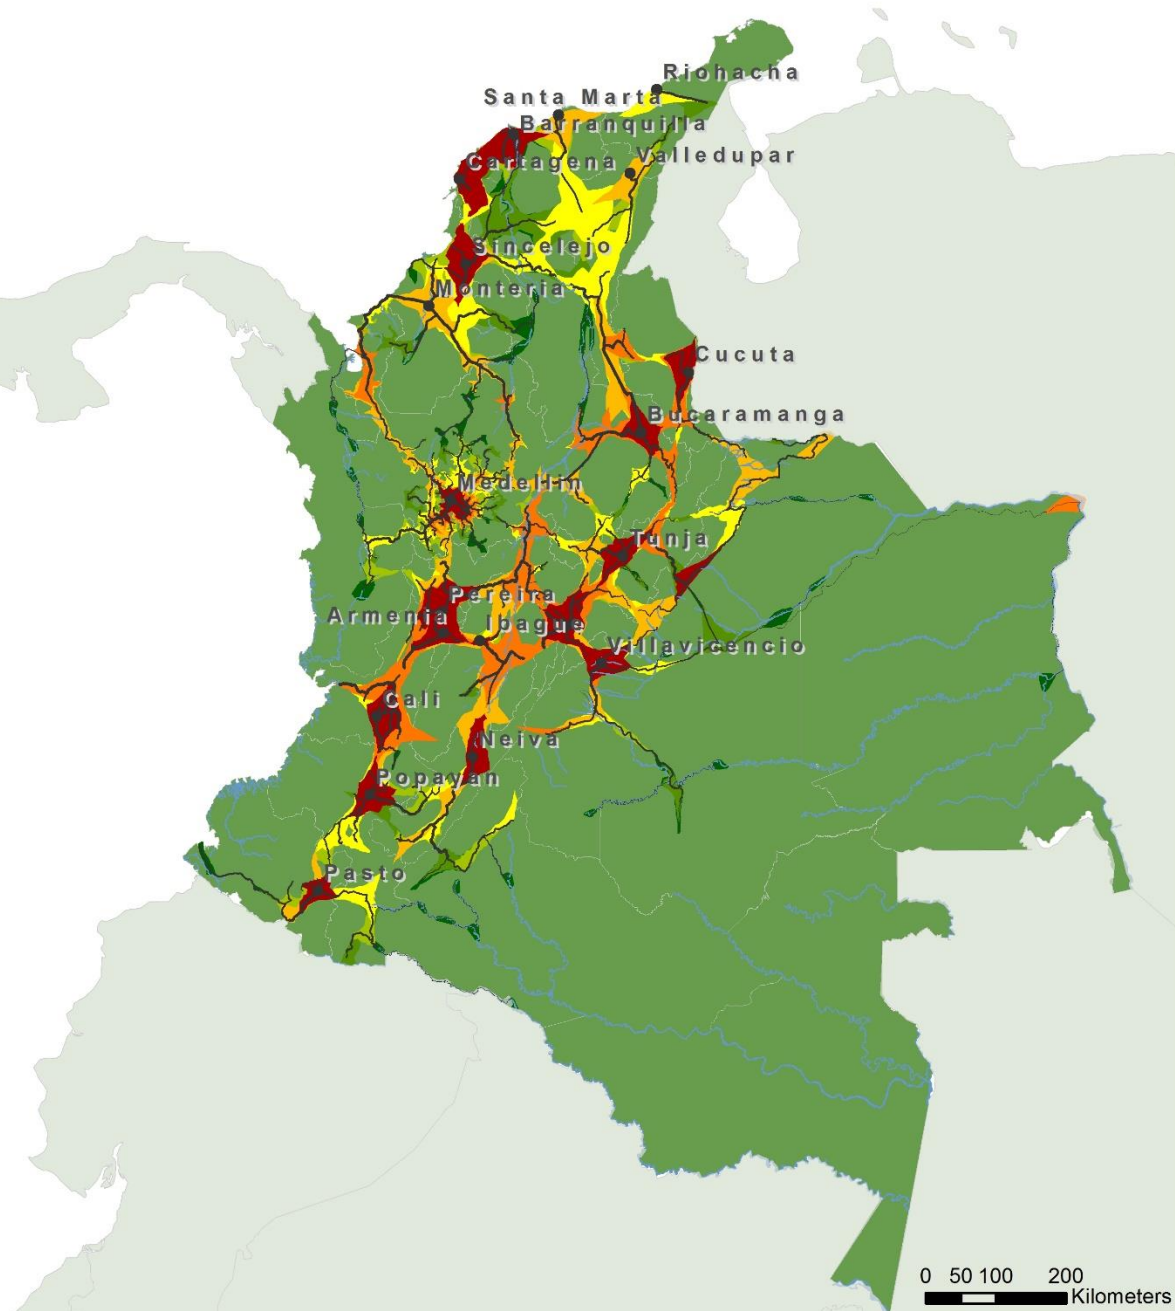 Riohacha
Santa Marta
Barranquilla
Cartagena
Valledupar
Sincelejo
Monteria
Cucuta
Bucaramanga
Medellin
Tunja
Pereira
Armenia
Ibague
Villavicencio
Cali
Neiva
Popayan
Pasto
0 50 100 200
Kilometers